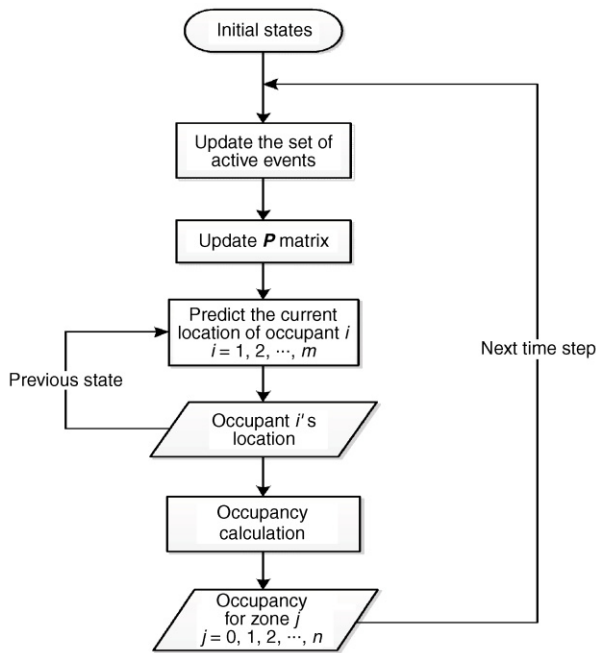 Initial states
Update the set of
active events
Update P matrix
Predict the current
location of occupant i
i = 1, 2, ···, m
Next time step
Previous state
Occupant i's
location
Occupancy
calculation
Occupancy
for zone j
j = 0, 1, 2, ···, n